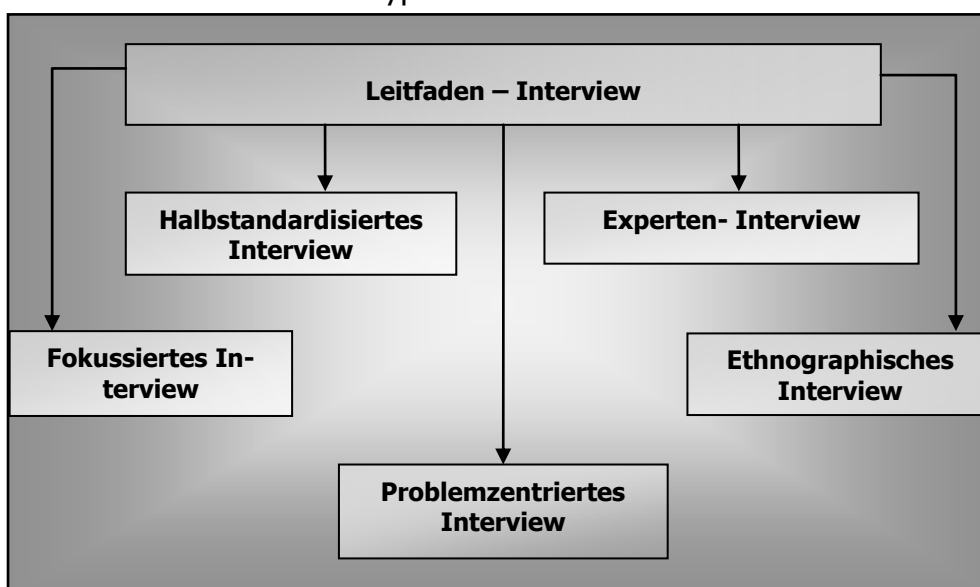 Leitfaden – Interview
Halbstandardisiertes
Interview
Experten- Interview
Fokussiertes In-
terview
Ethnographisches
Interview
Problemzentriertes
Interview